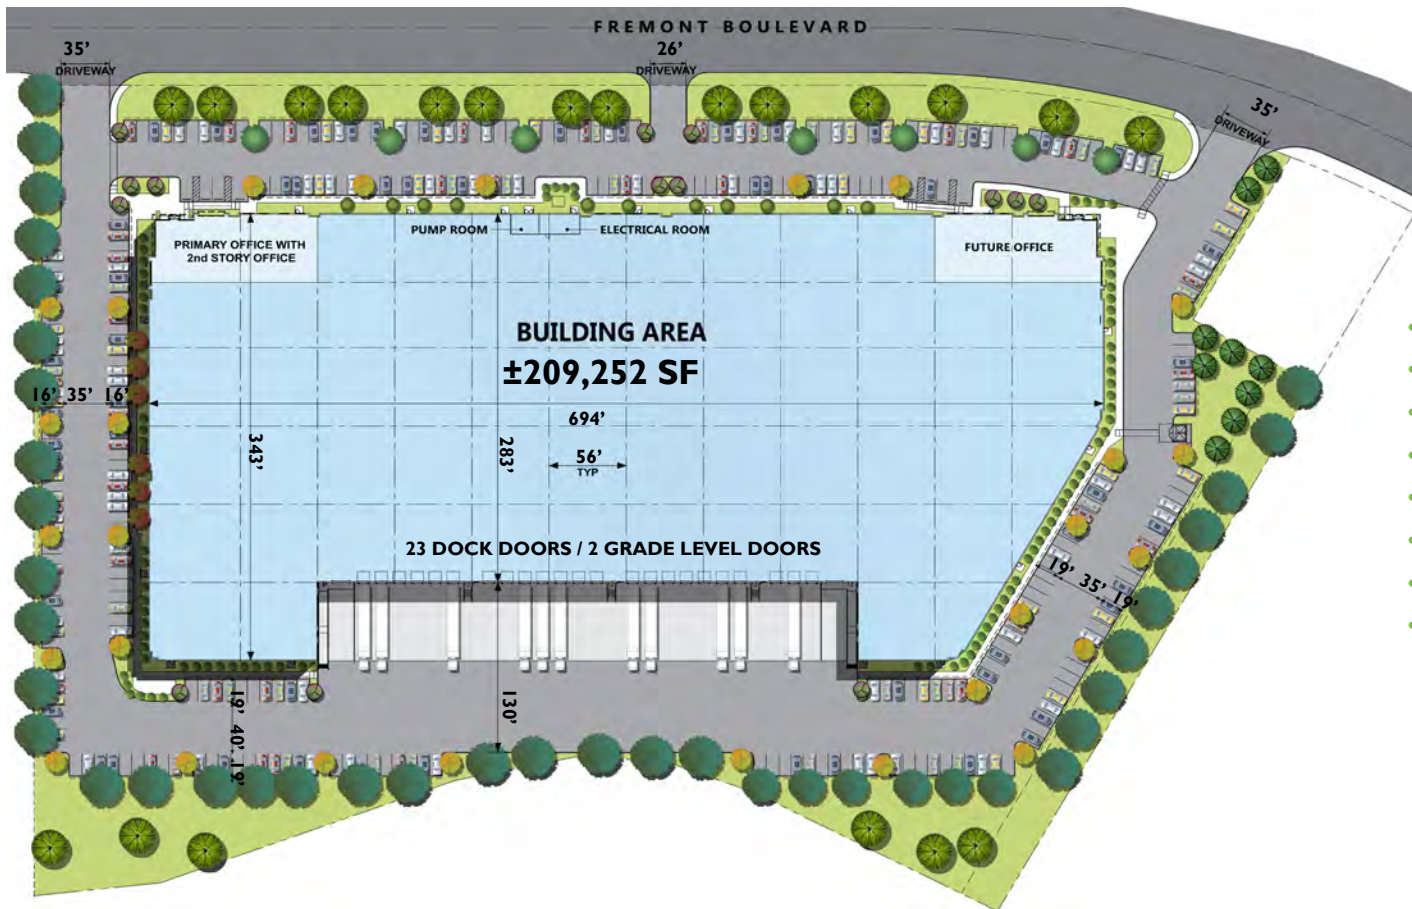 FREMONT BOULEVARD
35’
DRIVEWAY
26’
DRIVEWAY
35’
DRIVEWAY
PRIMARY OFFICE WITH
2nd STORY OFFICE
PUMP ROOM
ELECTRICAL ROOM
FUTURE OFFICE
BUILDING AREA
±209,252 SF
16’ 35’ 16’
694’
343’
283’
56’
TYP
23 DOCK DOORS / 2 GRADE LEVEL DOORS
19’ 35’ 19’
130’
19’ 40’ 19’